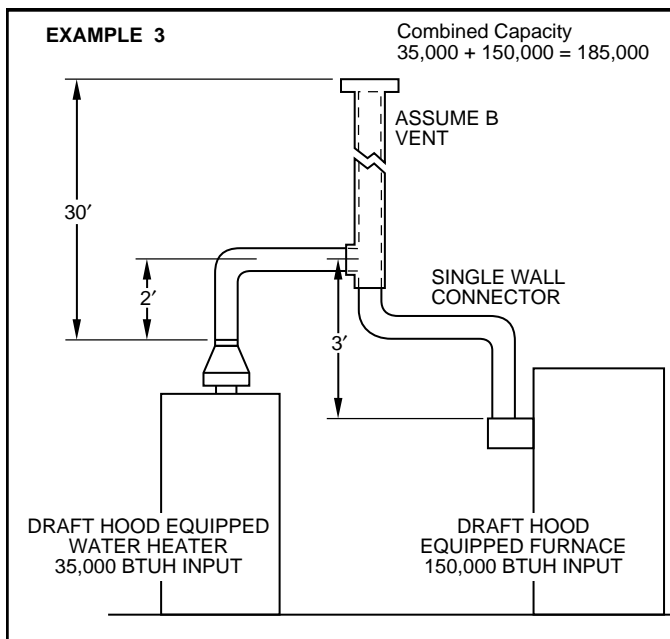 EXAMPLE 3
Combined Capacity
35,000 + 150,000 = 185,000
ASSUME B
VENT
30′
2′
SINGLE WALL
CONNECTOR
3′
DRAFT HOOD EQUIPPED
WATER HEATER
35,000 BTUH INPUT
DRAFT HOOD
EQUIPPED FURNACE
150,000 BTUH INPUT